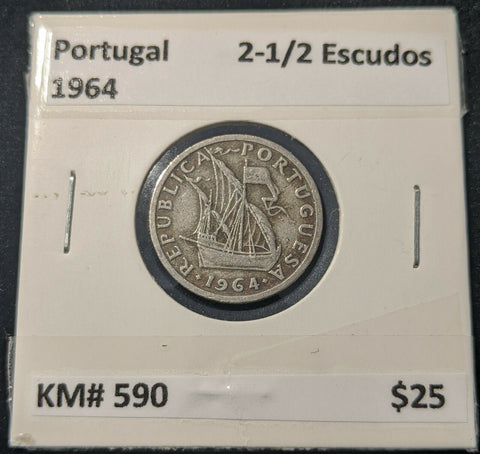 Portugal 2-1/2 Escudos
1964
REPUBLICA PORTUGUESA
·1964·
KM# 590 $25